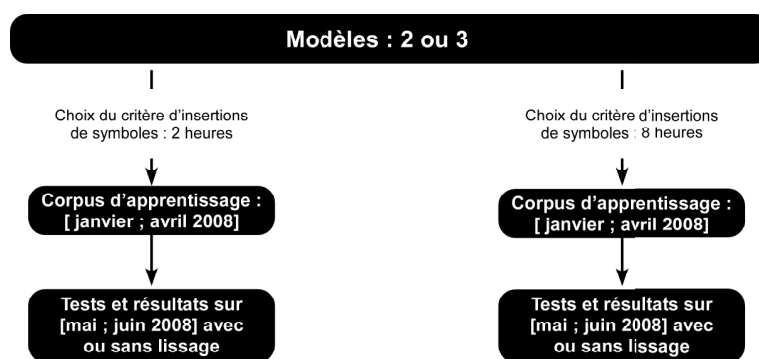 Modèles : 2 ou 3
Choix du critère d'insertions
de symboles : 2 heures
Corpus d'apprentissage :
[ janvier ; avril 2008]
Tests et résultats sur
[mai ; juin 2008] avec
ou sans lissage
Choix du critère d'insertions
de symboles : 8 heures
Corpus d'apprentissage :
[ janvier ; avril 2008]
Tests et résultats sur
[mai ; juin 2008] avec
ou sans lissage